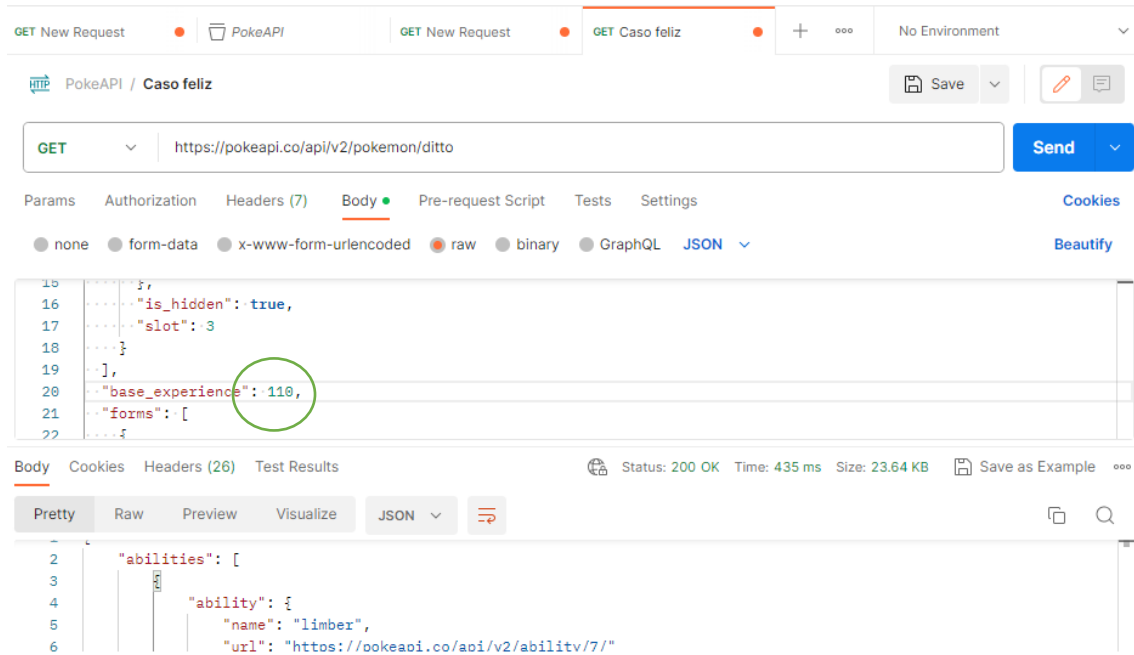 GET New Request PokeAPI GET New Request GET Caso feliz No Environment
HTTP PokeAPI / Caso feliz Save
GET https://pokeapi.co/api/v2/pokemon/ditto Send
Params Authorization Headers (7) Body Pre-request Script Tests Settings Cookies
none form-data x-www-form-urlencoded raw binary GraphQL JSON Beautify
15 },
16 "is_hidden": true,
17 "slot": 3
18 }
19 ],
20 "base_experience": 110,
21 "forms": [
22 {
Body Cookies Headers (26) Test Results Status: 200 OK Time: 435 ms Size: 23.64 KB Save as Example
Pretty Raw Preview Visualize JSON
2 "abilities": [
3 {
4 "ability": {
5 "name": "limber",
6 "url": "https://pokeapi.co/api/v2/ability/7/"